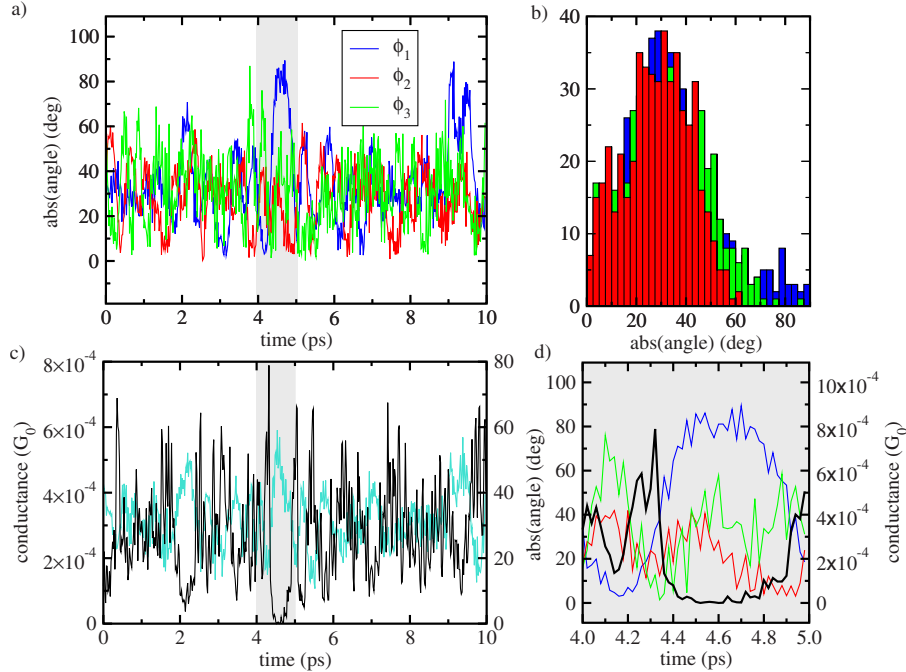 a)
abs(angle) (deg)
100
80
60
40
20
0
ϕ1
ϕ2
ϕ3
0 2 4 6 8 10
time (ps)
b)
40
30
20
10
0
0 20 40 60 80
abs(angle) (deg)
c)
conductance (G0)
8×10-4
6×10-4
4×10-4
2×10-4
0
80
60
40
20
0
0 2 4 6 8 10
time (ps)
d)
abs(angle) (deg)
100
80
60
40
20
0
10×10-4
8×10-4
6×10-4
4×10-4
2×10-4
0
conductance (G0)
4.0 4.2 4.4 4.6 4.8 5.0
time (ps)